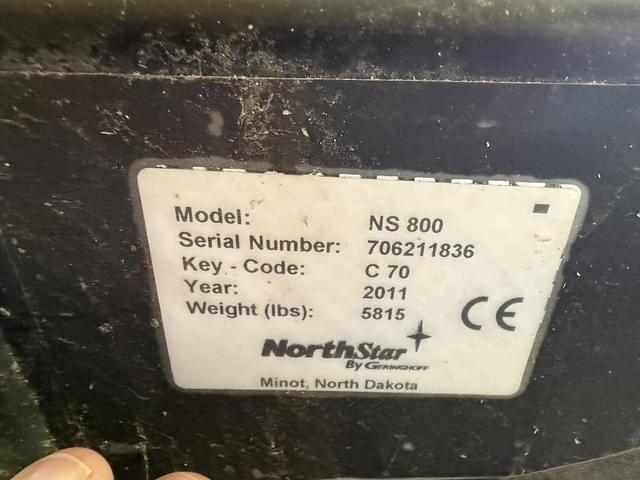 Model: NS 800
Serial Number: 706211836
Key - Code: C 70
Year: 2011
Weight (lbs): 5815
CE
NorthStar
By GERINGHOFF
Minot, North Dakota